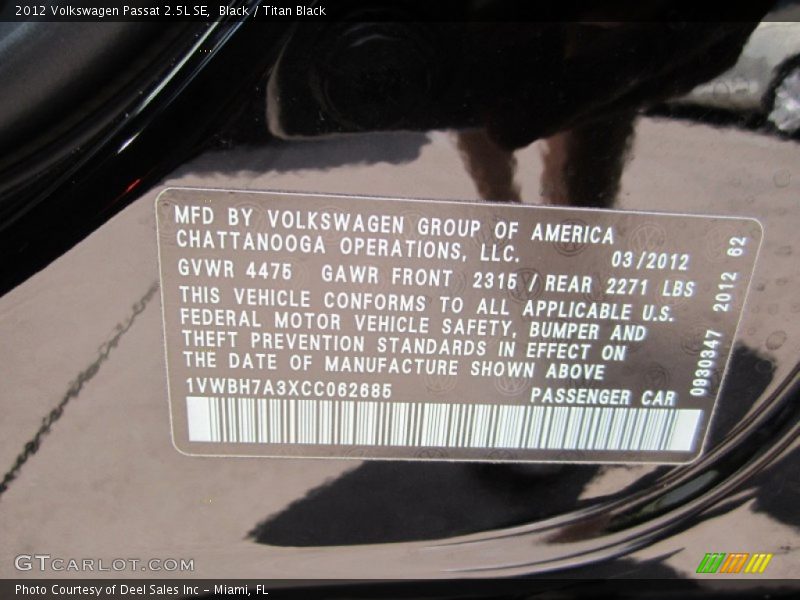 2012 Volkswagen Passat 2.5L SE,  Black / Titan Black
MFD BY VOLKSWAGEN GROUP OF AMERICA
CHATTANOOGA OPERATIONS, LLC.
03/2012
GVWR 4475 GAWR FRONT 2315 / REAR 2271 LBS
THIS VEHICLE CONFORMS TO ALL APPLICABLE U.S.
FEDERAL MOTOR VEHICLE SAFETY, BUMPER AND
THEFT PREVENTION STANDARDS IN EFFECT ON
THE DATE OF MANUFACTURE SHOWN ABOVE
1VWBH7A3XCC062685
PASSENGER CAR
0930347 2012 62
GTCARLOT.COM
Photo Courtesy of Deel Sales Inc – Miami, FL